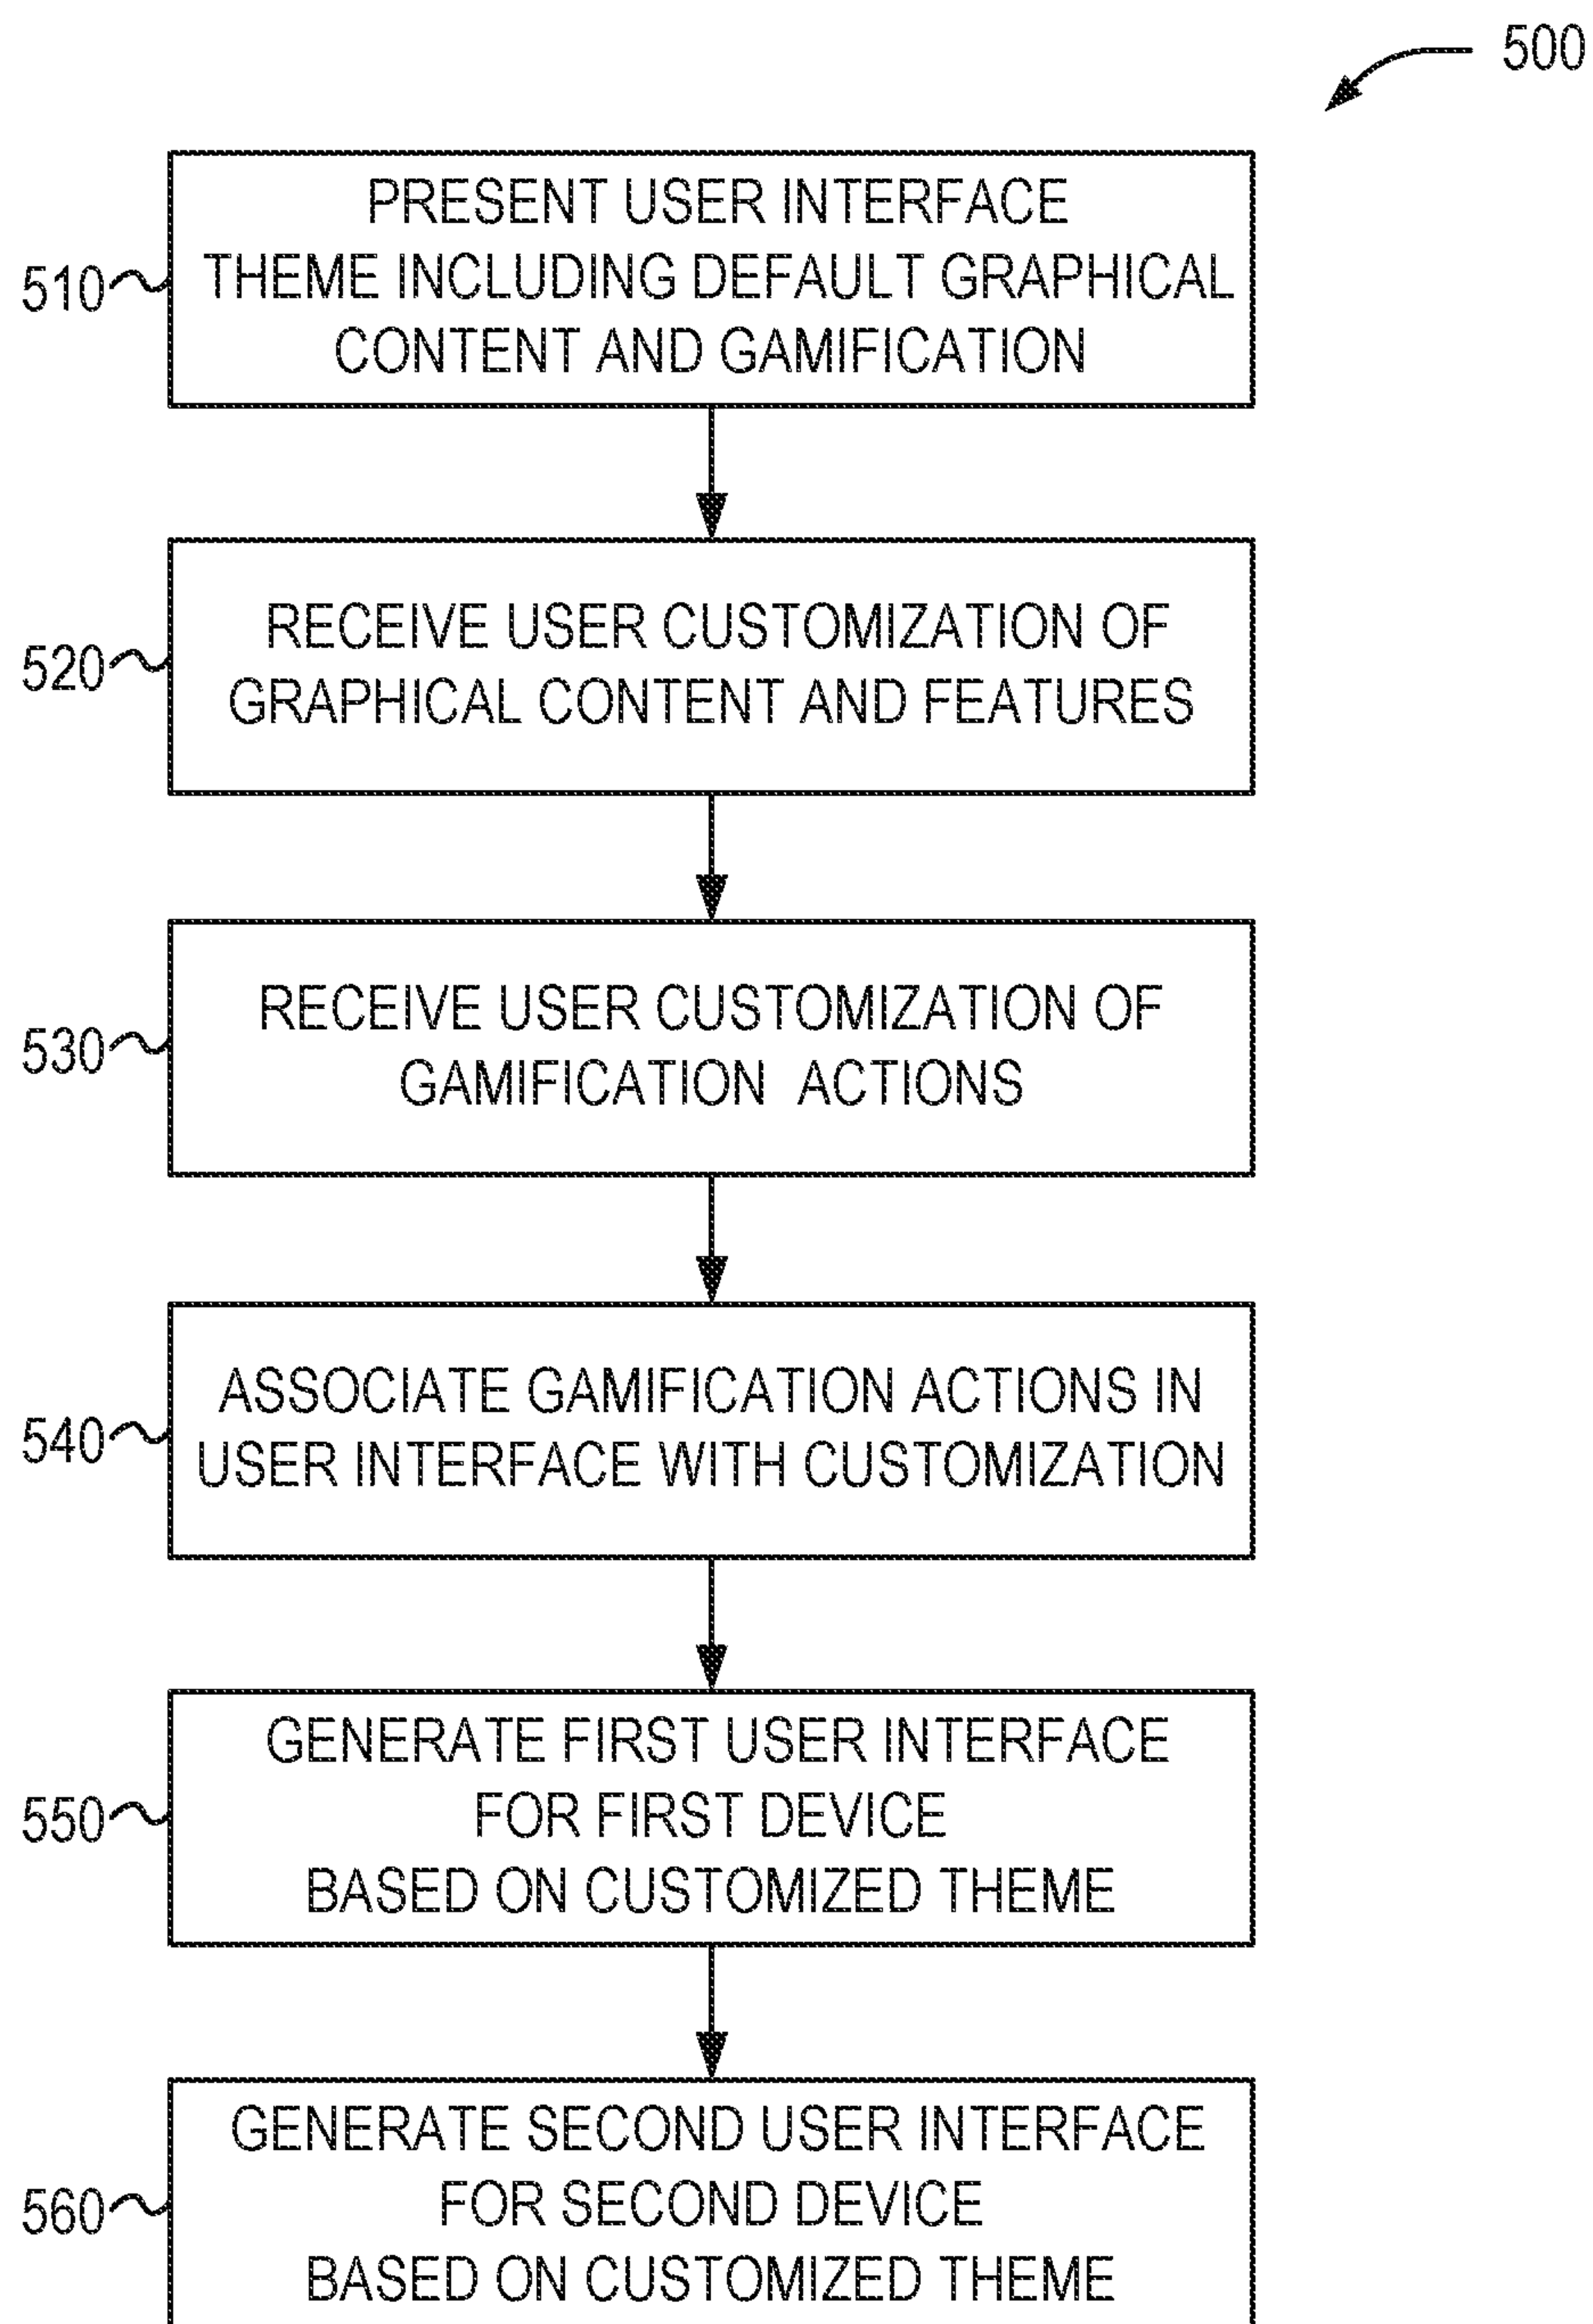 500
PRESENT USER INTERFACE
THEME INCLUDING DEFAULT GRAPHICAL
CONTENT AND GAMIFICATION
510
RECEIVE USER CUSTOMIZATION OF
GRAPHICAL CONTENT AND FEATURES
520
RECEIVE USER CUSTOMIZATION OF
GAMIFICATION ACTIONS
530
ASSOCIATE GAMIFICATION ACTIONS IN
USER INTERFACE WITH CUSTOMIZATION
540
GENERATE FIRST USER INTERFACE
FOR FIRST DEVICE
BASED ON CUSTOMIZED THEME
550
GENERATE SECOND USER INTERFACE
FOR SECOND DEVICE
BASED ON CUSTOMIZED THEME
560